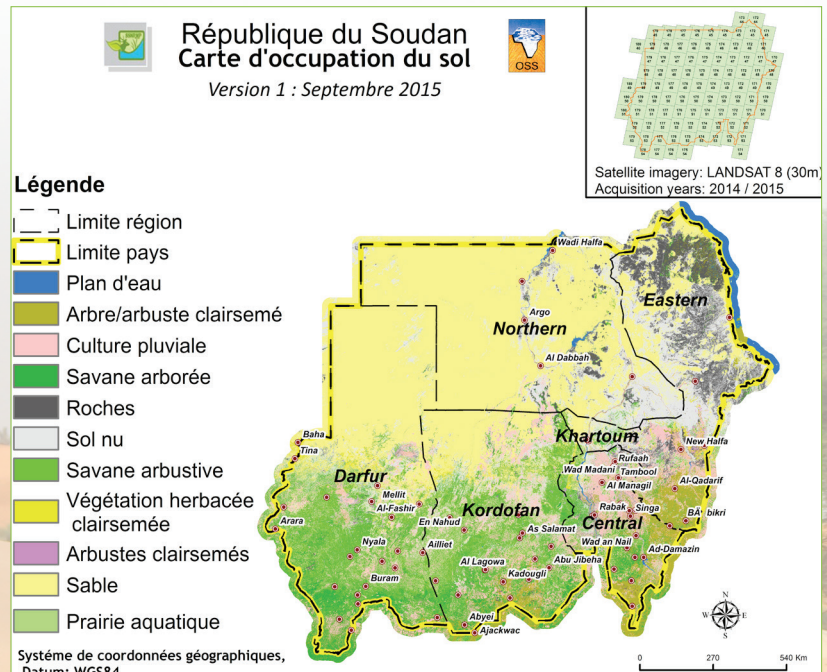 République du Soudan
Carte d'occupation du sol
Version 1 : Septembre 2015
OSS
Satellite imagery: LANDSAT 8 (30m)
Acquisition years: 2014 / 2015
Légende
Limite région
Limite pays
Plan d'eau
Arbre/arbuste clairsemé
Culture pluviale
Savane arborée
Roches
Sol nu
Savane arbustive
Végétation herbacée
clairsemée
Arbustes clairsemés
Sable
Prairie aquatique
Système de coordonnées géographiques,
Datum: WGS84
Wadi Halfa
Eastern
Argo
Northern
Al Dabbah
Khartoum
New Halfa
Baha
Tina
Rufaah
Wad Madani
Tambool
Darfur
Al Managil
Al-Qadarif
Mellit
Al-Fashir
Kordofan
Rabak
Singa
Arara
En Nahud
Central
BÂ bikri
As Salamat
Nyala
Ailliet
Wad an Nail
Ad-Damazin
Al Lagowa
Abu Jibeha
Buram
Kadougli
Abyei
Ajackwac
N
W
E
S
0 270 540 Km